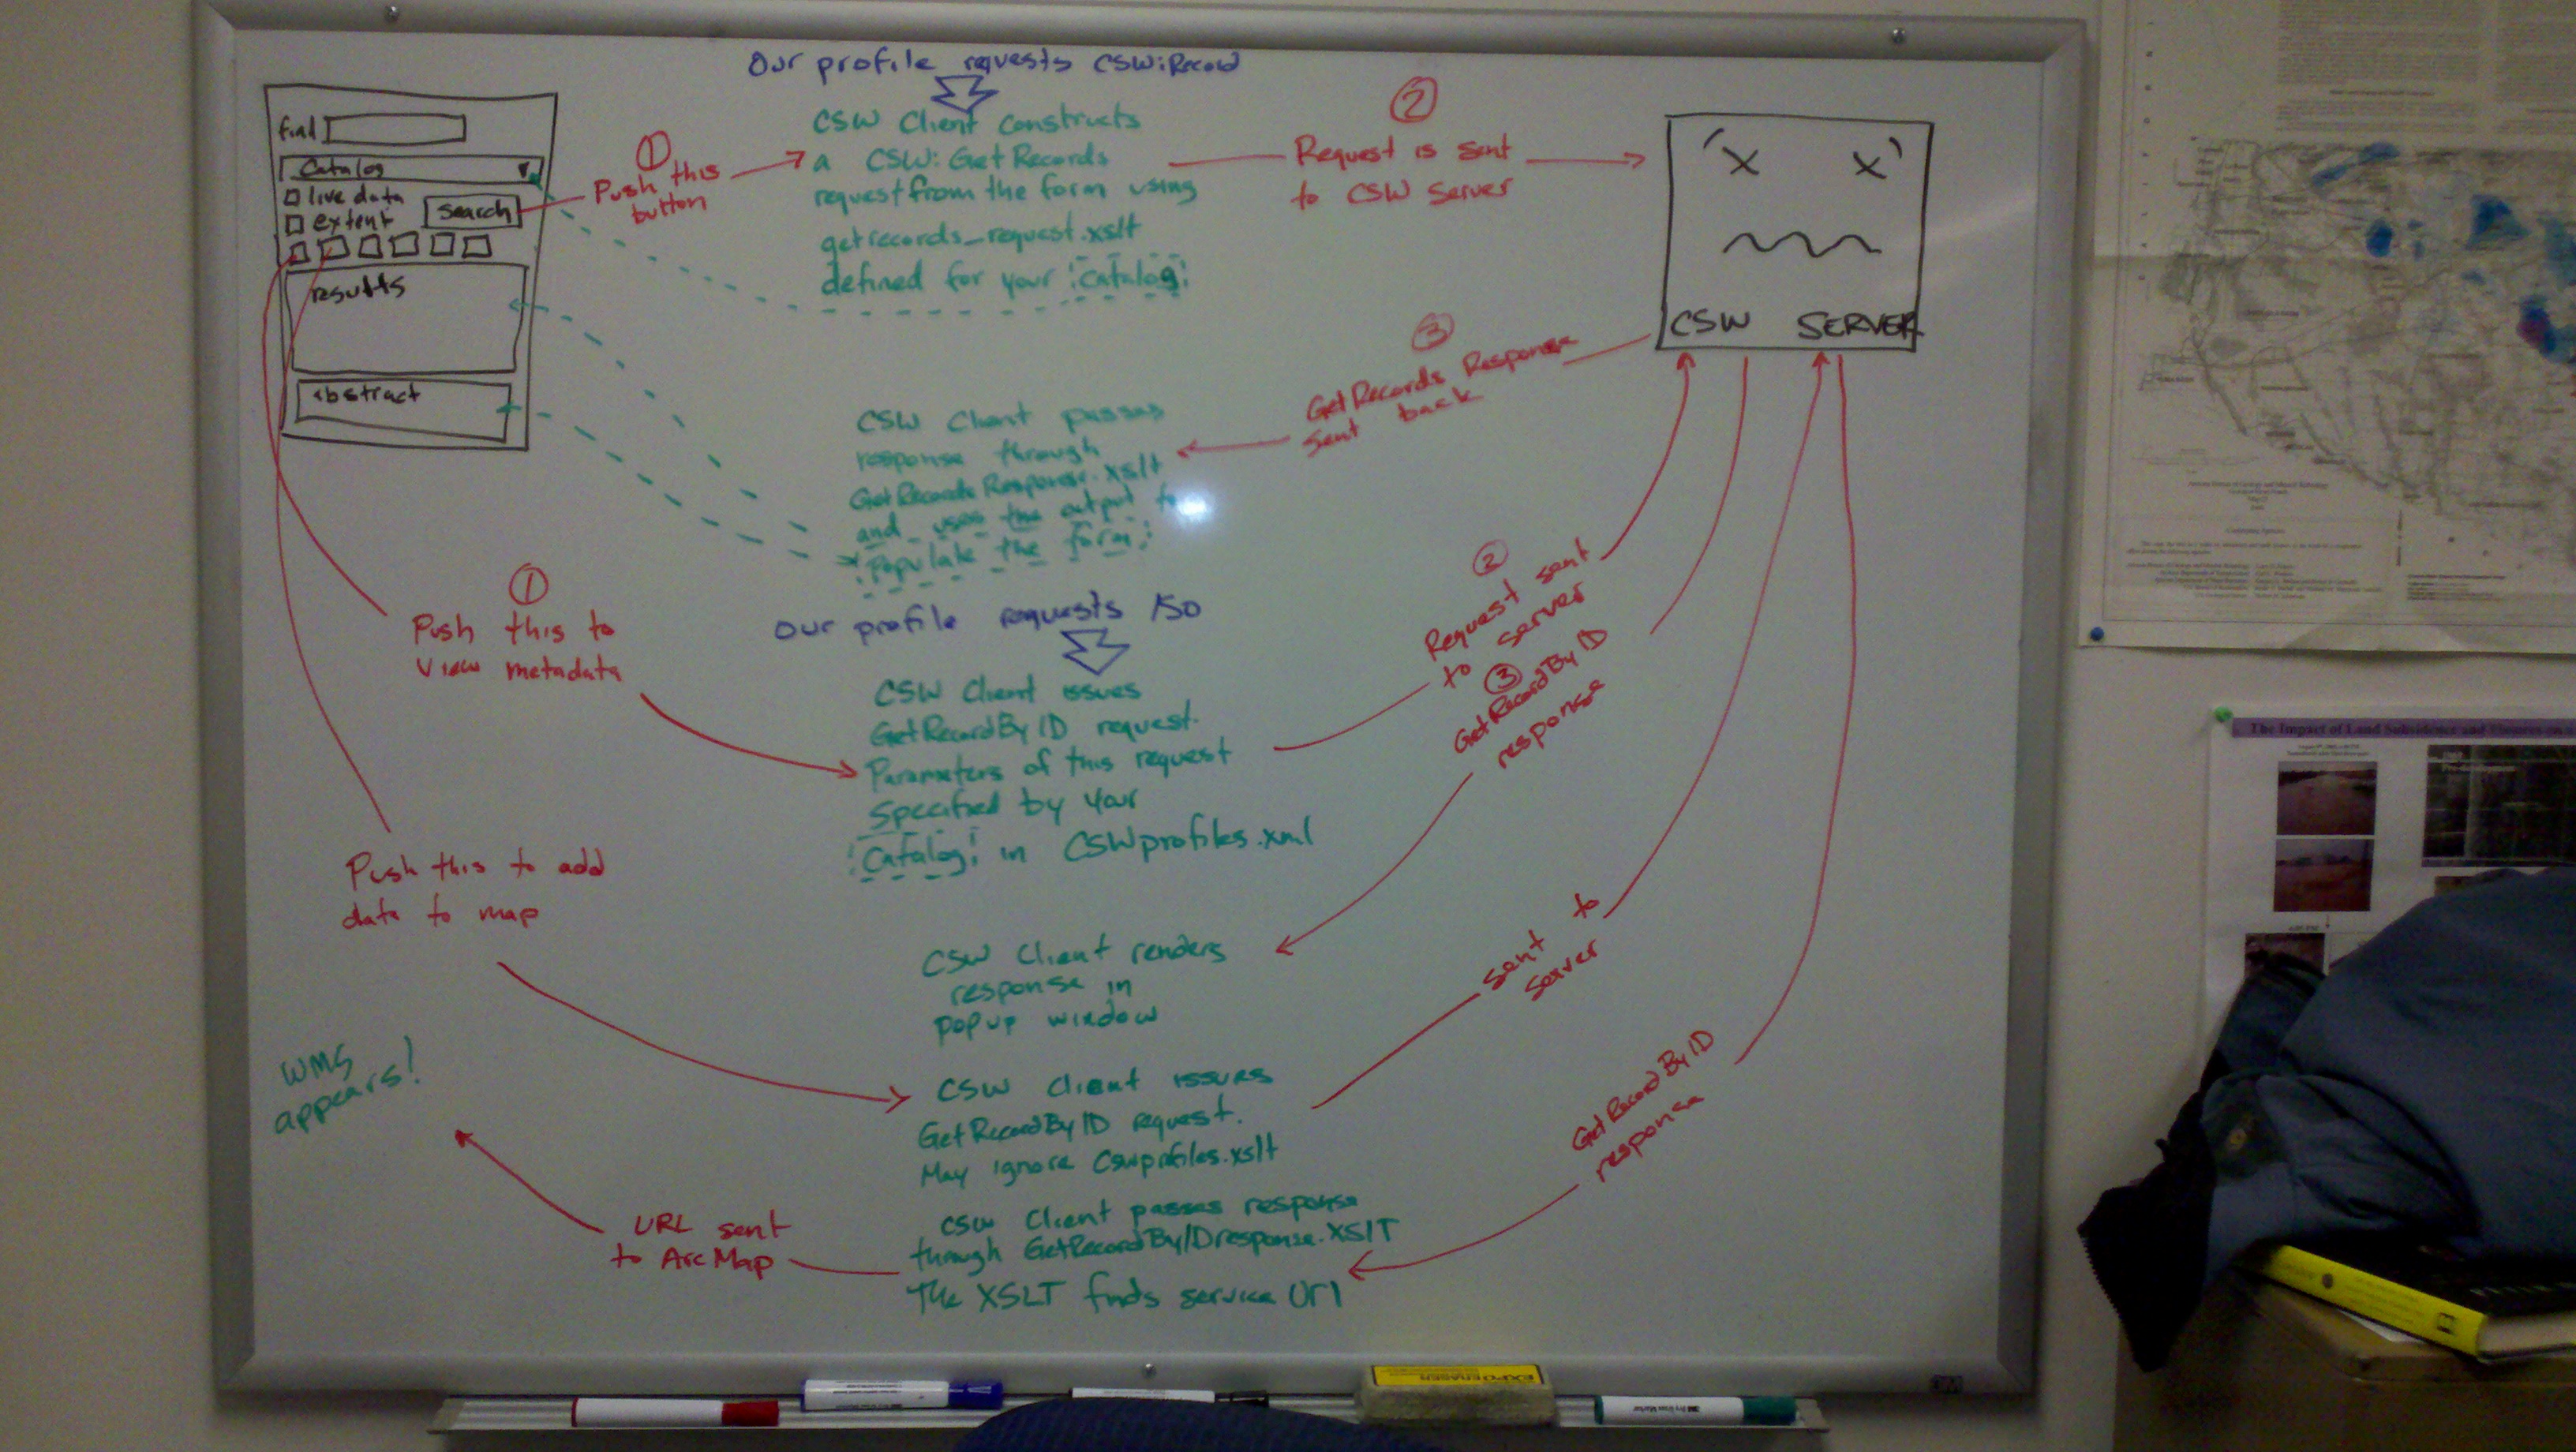 Our profile requests CSW:Record
find
Catalog
live data
extent
search
results
abstract
①
Push this
button
CSW Client constructs
a CSW:GetRecords
request from the form using
getrecords_request.xslt
defined for your catalog
②
Request is sent
to CSW Server
CSW SERVER
③
GetRecords Response
sent back
CSW Client passes
response through
GetRecordsResponse.xslt
and uses the output to
Populate the form
Our profile requests ISO
①
Push this to
View metadata
CSW Client issues
GetRecordByID request.
Parameters of this request
Specified by your
Catalog in CSWprofiles.xml
②
Request sent
to server
③
GetRecordByID
response
CSW Client renders
response in
popup window
Push this to add
data to map
CSW Client issues
GetRecordByID request.
May ignore Cswprofiles.xslt
sent to
server
GetRecordByID
response
CSW Client passes response
through GetRecordByIDresponse.XSLT
The XSLT finds service Url
URL sent
to ArcMap
WMS
appears!
The Impact of Land Subsidence and Fissures on
EXPO ERASER